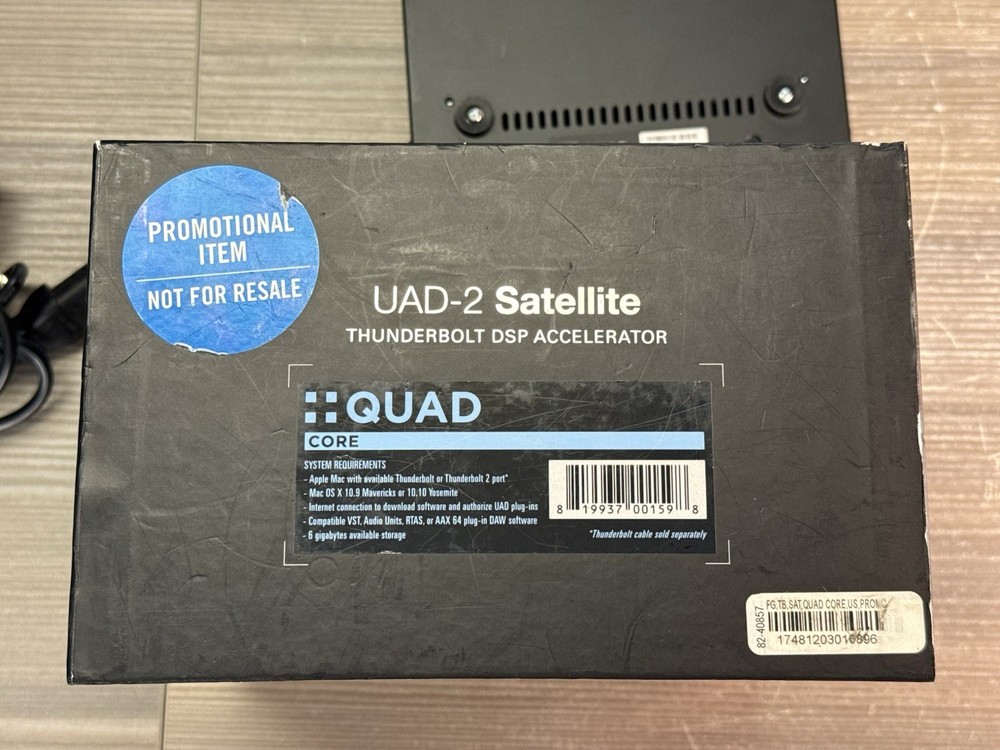 PROMOTIONAL
ITEM
NOT FOR RESALE
UAD-2 Satellite
THUNDERBOLT DSP ACCELERATOR
QUAD
CORE
SYSTEM REQUIREMENTS
- Apple Mac with available Thunderbolt or Thunderbolt 2 port*
- Mac OS X 10.9 Mavericks or 10.10 Yosemite
- Internet connection to download software and authorize UAD plug-ins
- Compatible VST, Audio Units, RTAS, or AAX 64 plug-in DAW software
- 6 gigabytes available storage
8 19937 00159 8
*Thunderbolt cable sold separately
FG,TB,SAT,QUAD CORE,US,PROMO
82-40857
17481203016896